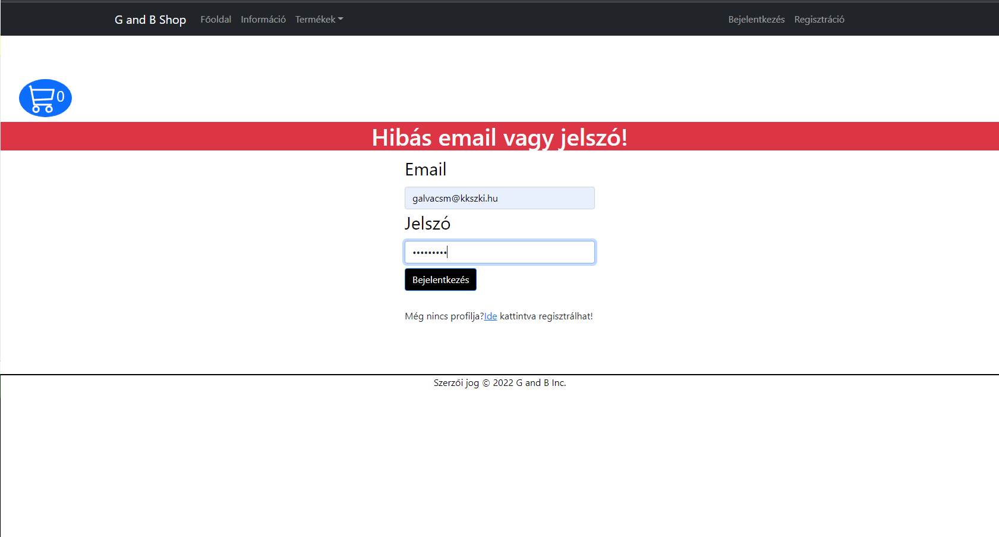 G and B Shop Főoldal Információ Termékek Bejelentkezés Regisztráció
0
Hibás email vagy jelszó!
Email
galvacsm@kkszki.hu
Jelszó
•••••••••
Bejelentkezés
Még nincs profilja?Ide kattintva regisztrálhat!
Szerzői jog © 2022 G and B Inc.